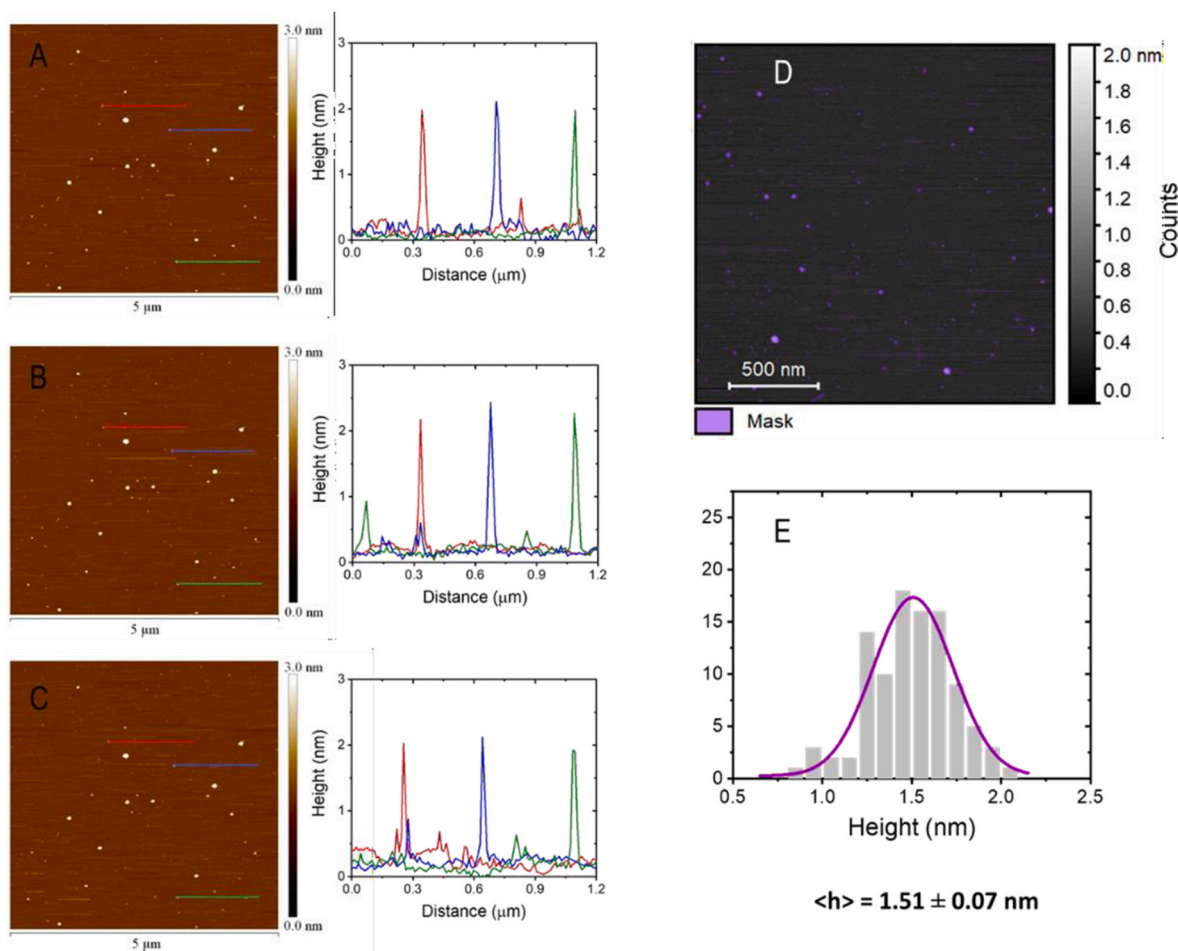 A
3.0 nm
0.0 nm
5 µm
3
2
1
0
Height (nm)
0.0 0.3 0.6 0.9 1.2
Distance (µm)
B
3.0 nm
0.0 nm
5 µm
3
2
1
0
Height (nm)
0.0 0.3 0.6 0.9 1.2
Distance (µm)
C
3.0 nm
0.0 nm
5 µm
3
2
1
0
Height (nm)
0.0 0.3 0.6 0.9 1.2
Distance (µm)
D
500 nm
Mask
2.0 nm
1.8
1.6
1.4
1.2
1.0
0.8
0.6
0.4
0.0
Counts
E
25
20
15
10
5
0
0.5 1.0 1.5 2.0 2.5
Height (nm)
<h> = 1.51 ± 0.07 nm